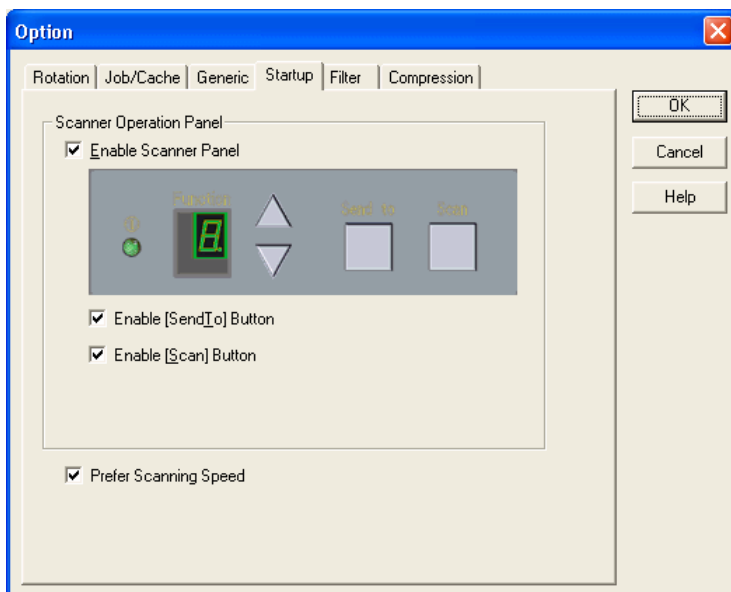 Option
Rotation Job/Cache Generic Startup Filter Compression
OK
Cancel
Help
Scanner Operation Panel
Enable Scanner Panel
Function
Send to Scan
8.
Enable [SendTo] Button
Enable [Scan] Button
Prefer Scanning Speed